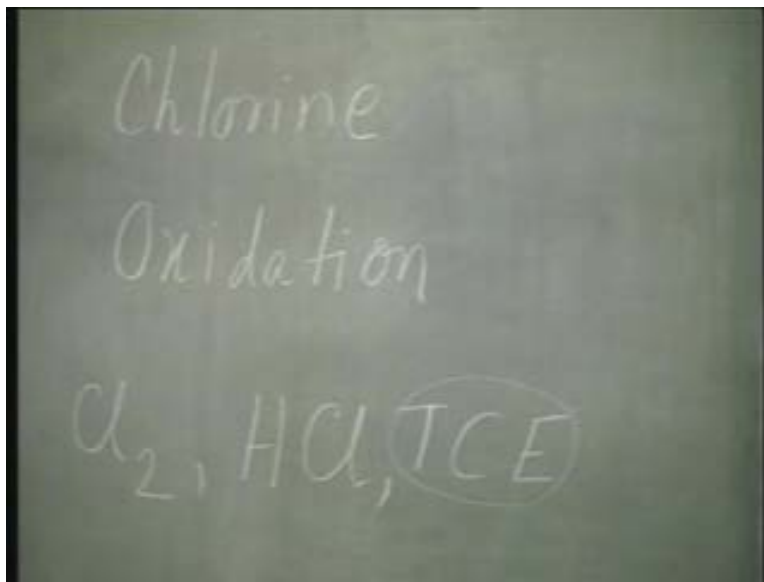 Chlorine
Oxidation
Cl2, HCl, TCE